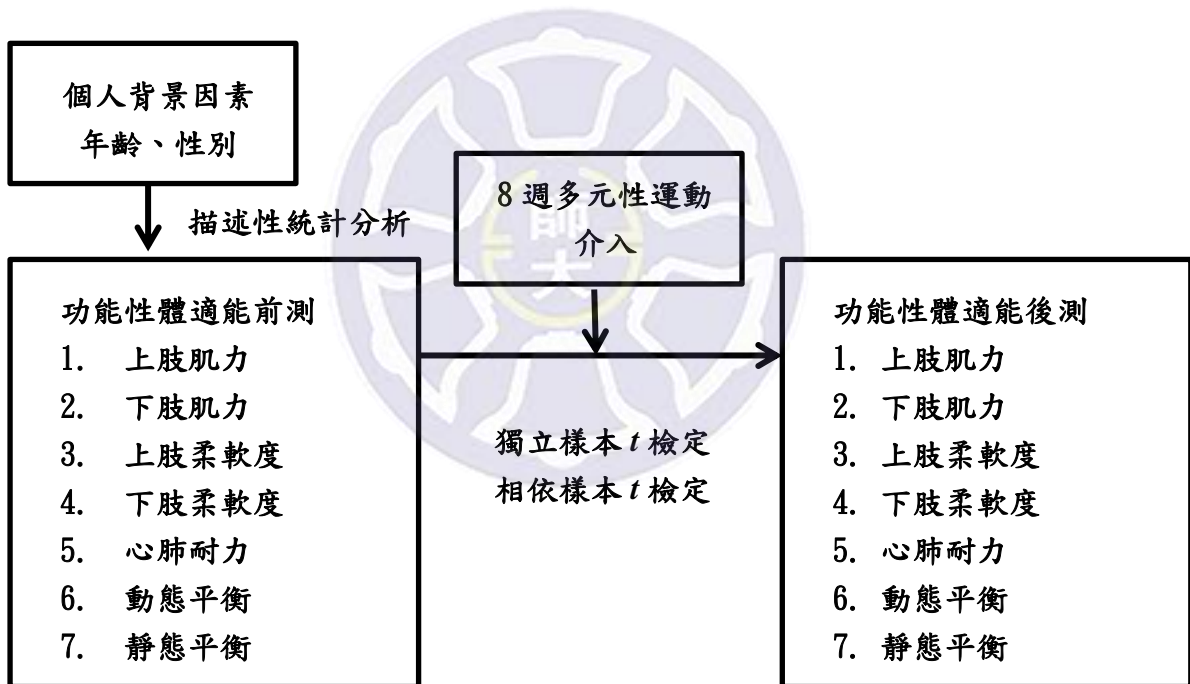 個人背景因素
年齡、性別
描述性統計分析
8 週多元性運動
介入
師
大
功能性體適能前測
1. 上肢肌力
2. 下肢肌力
3. 上肢柔軟度
4. 下肢柔軟度
5. 心肺耐力
6. 動態平衡
7. 靜態平衡
獨立樣本 t 檢定
相依樣本 t 檢定
功能性體適能後測
1. 上肢肌力
2. 下肢肌力
3. 上肢柔軟度
4. 下肢柔軟度
5. 心肺耐力
6. 動態平衡
7. 靜態平衡